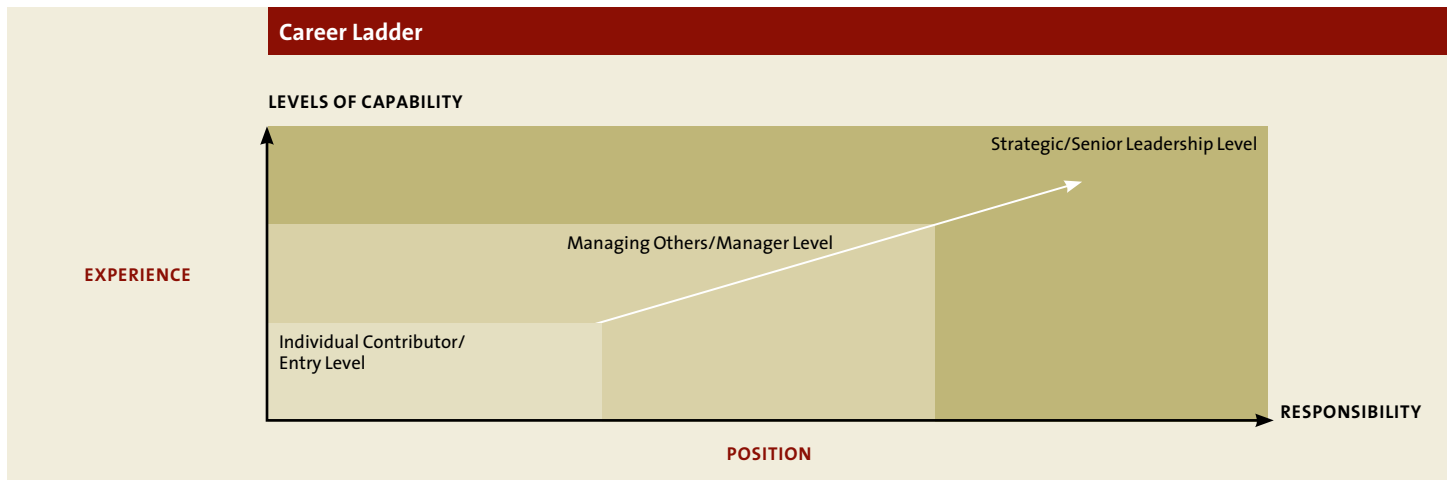 Career Ladder
LEVELS OF CAPABILITY
Strategic/Senior Leadership Level
Managing Others/Manager Level
EXPERIENCE
Individual Contributor/
Entry Level
RESPONSIBILITY
POSITION